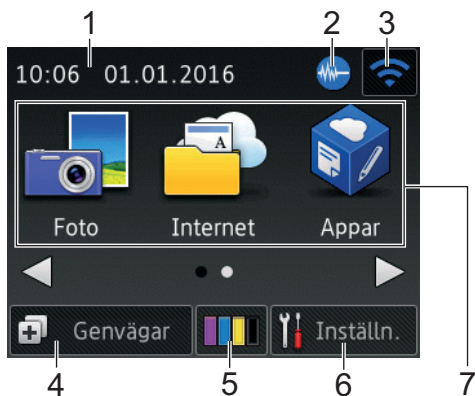 1 2 3
10:06 01.01.2016
A
Foto Internet Appar
Genvägar Inställn.
4 5 6 7